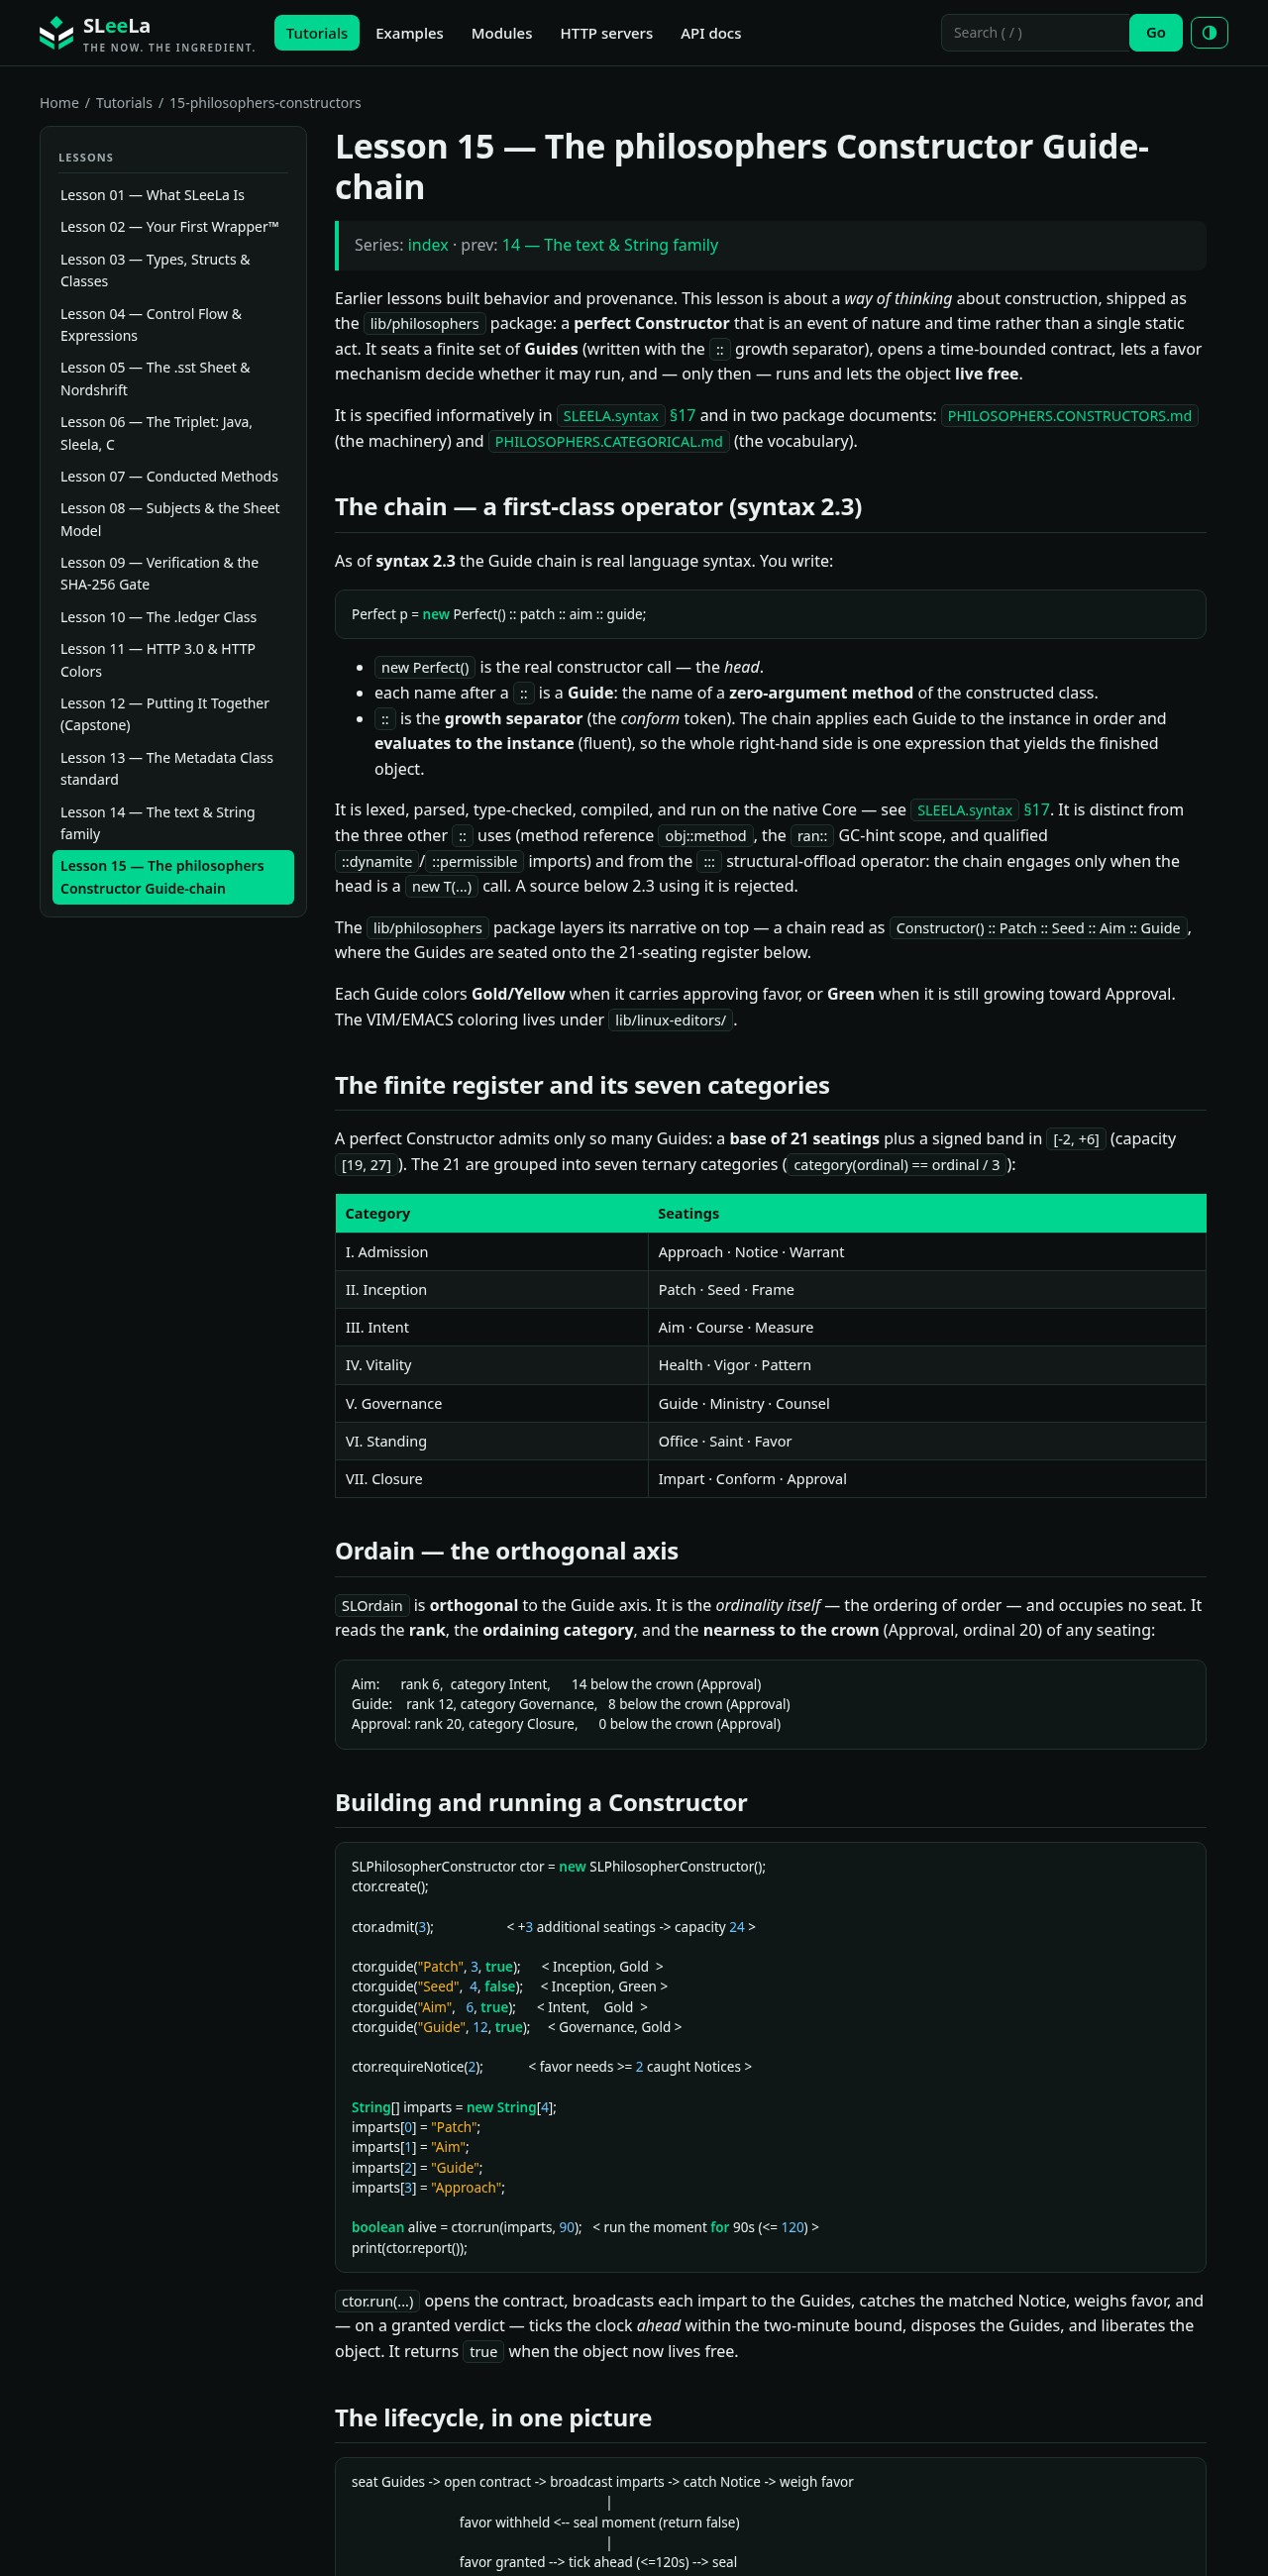 SLeeLa
THE NOW. THE INGREDIENT.
Tutorials
Examples
Modules
HTTP servers
API docs
Search ( / )
Go
Home / Tutorials / 15-philosophers-constructors
LESSONS
Lesson 01 — What SLeeLa Is
Lesson 02 — Your First Wrapper™
Lesson 03 — Types, Structs &
Classes
Lesson 04 — Control Flow &
Expressions
Lesson 05 — The .sst Sheet &
Nordshrift
Lesson 06 — The Triplet: Java,
Sleela, C
Lesson 07 — Conducted Methods
Lesson 08 — Subjects & the Sheet
Model
Lesson 09 — Verification & the
SHA-256 Gate
Lesson 10 — The .ledger Class
Lesson 11 — HTTP 3.0 & HTTP
Colors
Lesson 12 — Putting It Together
(Capstone)
Lesson 13 — The Metadata Class
standard
Lesson 14 — The text & String
family
Lesson 15 — The philosophers
Constructor Guide-chain
Lesson 15 — The philosophers Constructor Guide-
chain
Series: index · prev: 14 — The text & String family
Earlier lessons built behavior and provenance. This lesson is about a way of thinking about construction, shipped as
the lib/philosophers package: a perfect Constructor that is an event of nature and time rather than a single static
act. It seats a finite set of Guides (written with the :: growth separator), opens a time-bounded contract, lets a favor
mechanism decide whether it may run, and — only then — runs and lets the object live free.
It is specified informatively in SLEELA.syntax §17 and in two package documents: PHILOSOPHERS.CONSTRUCTORS.md
(the machinery) and PHILOSOPHERS.CATEGORICAL.md (the vocabulary).
The chain — a first-class operator (syntax 2.3)
As of syntax 2.3 the Guide chain is real language syntax. You write:
Perfect p = new Perfect() :: patch :: aim :: guide;
• new Perfect() is the real constructor call — the head.
• each name after a :: is a Guide: the name of a zero-argument method of the constructed class.
• :: is the growth separator (the conform token). The chain applies each Guide to the instance in order and
evaluates to the instance (fluent), so the whole right-hand side is one expression that yields the finished
object.
It is lexed, parsed, type-checked, compiled, and run on the native Core — see SLEELA.syntax §17. It is distinct from
the three other :: uses (method reference obj::method, the ran:: GC-hint scope, and qualified
::dynamite/::permissible imports) and from the ::: structural-offload operator: the chain engages only when the
head is a new T(…) call. A source below 2.3 using it is rejected.
The lib/philosophers package layers its narrative on top — a chain read as Constructor() :: Patch :: Seed :: Aim :: Guide,
where the Guides are seated onto the 21-seating register below.
Each Guide colors Gold/Yellow when it carries approving favor, or Green when it is still growing toward Approval.
The VIM/EMACS coloring lives under lib/linux-editors/.
The finite register and its seven categories
A perfect Constructor admits only so many Guides: a base of 21 seatings plus a signed band in [-2, +6] (capacity
[19, 27]). The 21 are grouped into seven ternary categories (category(ordinal) == ordinal / 3):
Category Seatings
I. Admission Approach · Notice · Warrant
II. Inception Patch · Seed · Frame
III. Intent Aim · Course · Measure
IV. Vitality Health · Vigor · Pattern
V. Governance Guide · Ministry · Counsel
VI. Standing Office · Saint · Favor
VII. Closure Impart · Conform · Approval
Ordain — the orthogonal axis
SLOrdain is orthogonal to the Guide axis. It is the ordinality itself — the ordering of order — and occupies no seat. It
reads the rank, the ordaining category, and the nearness to the crown (Approval, ordinal 20) of any seating:
Aim: rank 6, category Intent, 14 below the crown (Approval)
Guide: rank 12, category Governance, 8 below the crown (Approval)
Approval: rank 20, category Closure, 0 below the crown (Approval)
Building and running a Constructor
SLPhilosopherConstructor ctor = new SLPhilosopherConstructor();
ctor.create();
ctor.admit(3); < +3 additional seatings -> capacity 24 >
ctor.guide("Patch", 3, true); < Inception, Gold >
ctor.guide("Seed", 4, false); < Inception, Green >
ctor.guide("Aim", 6, true); < Intent, Gold >
ctor.guide("Guide", 12, true); < Governance, Gold >
ctor.requireNotice(2); < favor needs >= 2 caught Notices >
String[] imparts = new String[4];
imparts[0] = "Patch";
imparts[1] = "Aim";
imparts[2] = "Guide";
imparts[3] = "Approach";
boolean alive = ctor.run(imparts, 90); < run the moment for 90s (<= 120) >
print(ctor.report());
ctor.run(…) opens the contract, broadcasts each impart to the Guides, catches the matched Notice, weighs favor, and
— on a granted verdict — ticks the clock ahead within the two-minute bound, disposes the Guides, and liberates the
object. It returns true when the object now lives free.
The lifecycle, in one picture
seat Guides -> open contract -> broadcast imparts -> catch Notice -> weigh favor
|
favor withheld <-- seal moment (return false)
|
favor granted --> tick ahead (<=120s) --> seal